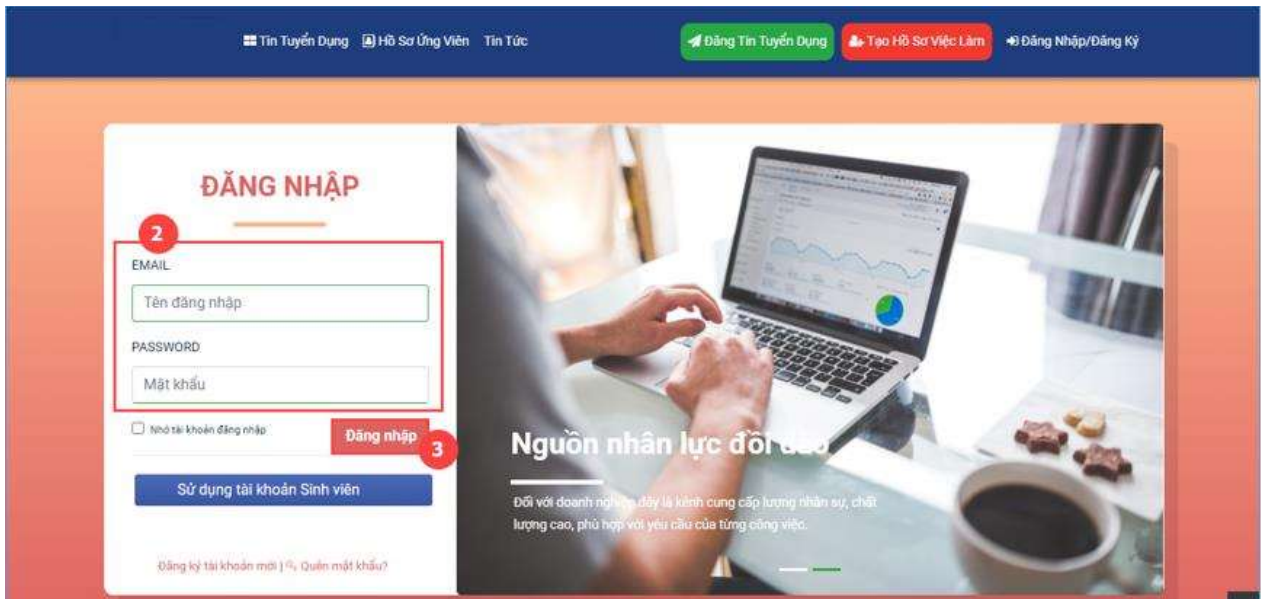 Tin Tuyển Dụng Hồ Sơ Ứng Viên Tin Tức Đăng Tin Tuyển Dụng Tạo Hồ Sơ Việc Làm Đăng Nhập/Đăng Ký
ĐĂNG NHẬP
2
EMAIL
Tên đăng nhập
PASSWORD
Mật khẩu
Nhớ tài khoản đăng nhập
Đăng nhập
3
Sử dụng tài khoản Sinh viên
Đăng ký tài khoản mới | Quên mật khẩu?
Nguồn nhân lực đồi dào
Đối với doanh nghiệp đây là kênh cung cấp lượng nhân sự, chất
lượng cao, phù hợp với yêu cầu của từng công việc.